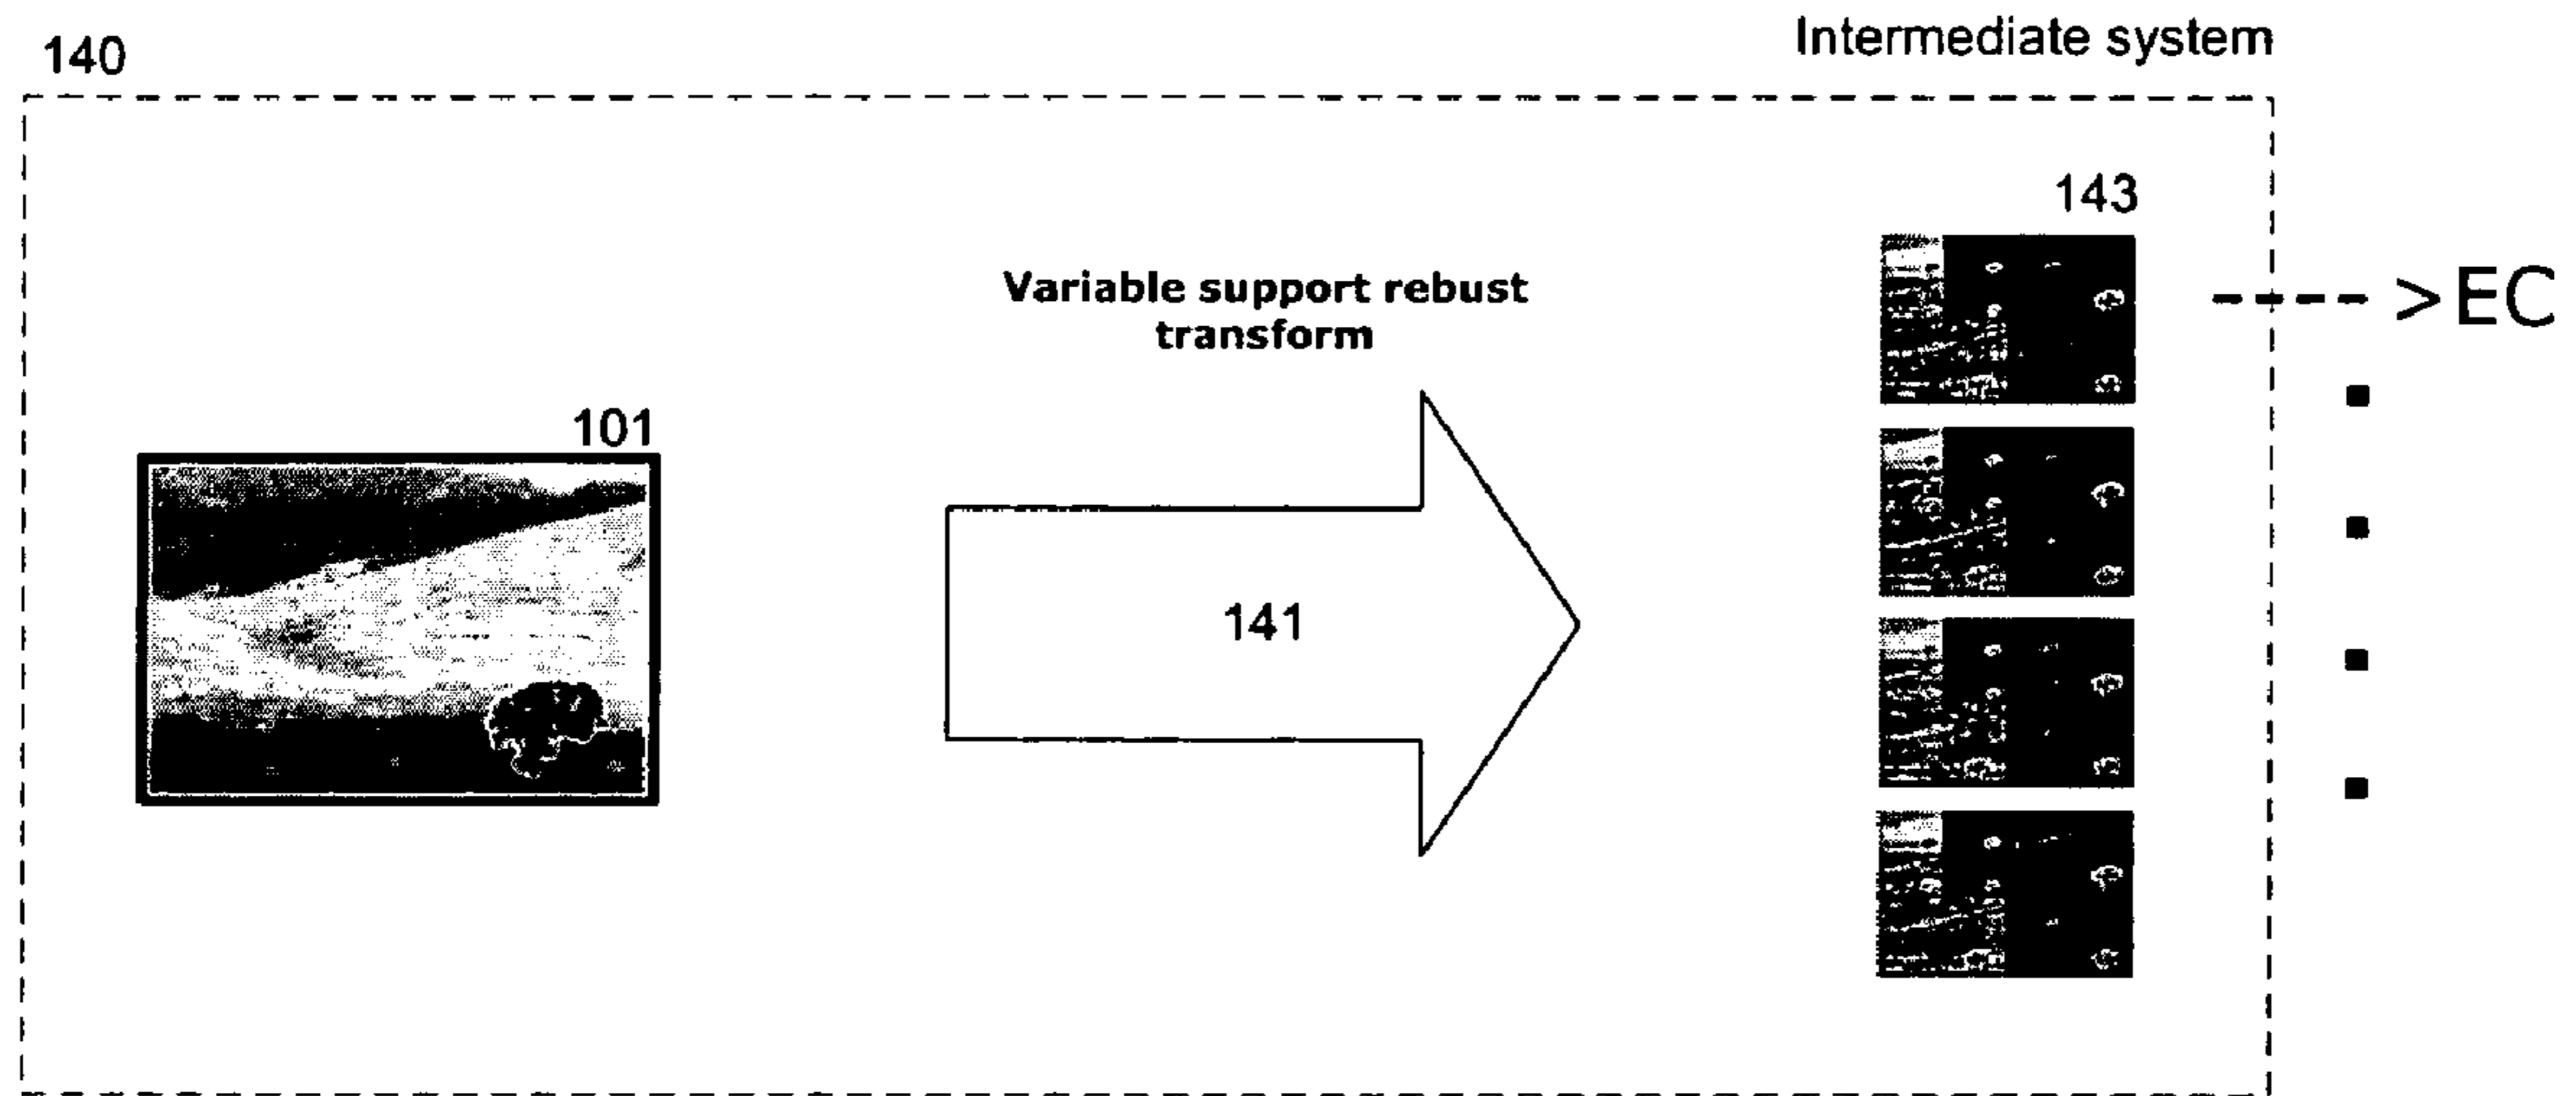 140
Intermediate system
143
Variable support rebust
transform
>EC
101
141